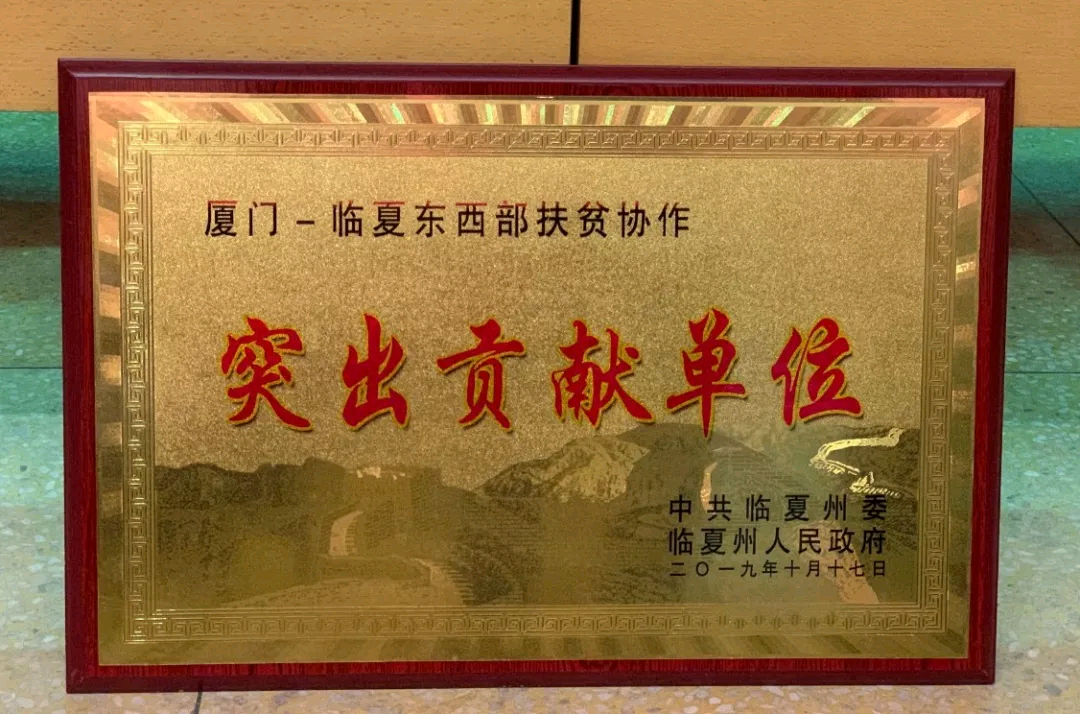 厦门－临夏东西部扶贫协作
突出贡献单位
中共临夏州委
临夏州人民政府
二〇一九年十月十七日